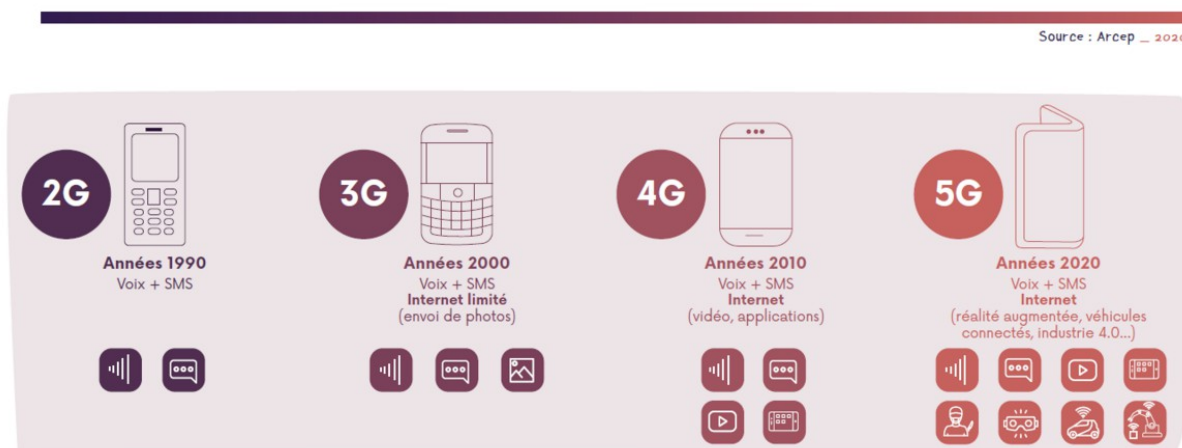 Source : Arcep _ 2020
2G
Années 1990
Voix + SMS
3G
Années 2000
Voix + SMS
Internet limité
(envoi de photos)
4G
Années 2010
Voix + SMS
Internet
(vidéo, applications)
5G
Années 2020
Voix + SMS
Internet
(réalité augmentée, véhicules
connectés, industrie 4.0...)